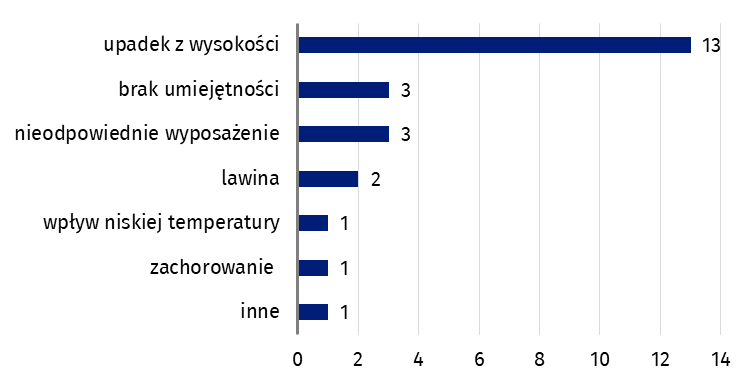 upadek z wysokości 13
brak umiejętności 3
nieodpowiednie wyposażenie 3
lawina 2
wpływ niskiej temperatury 1
zachorowanie 1
inne 1
0 2 4 6 8 10 12 14